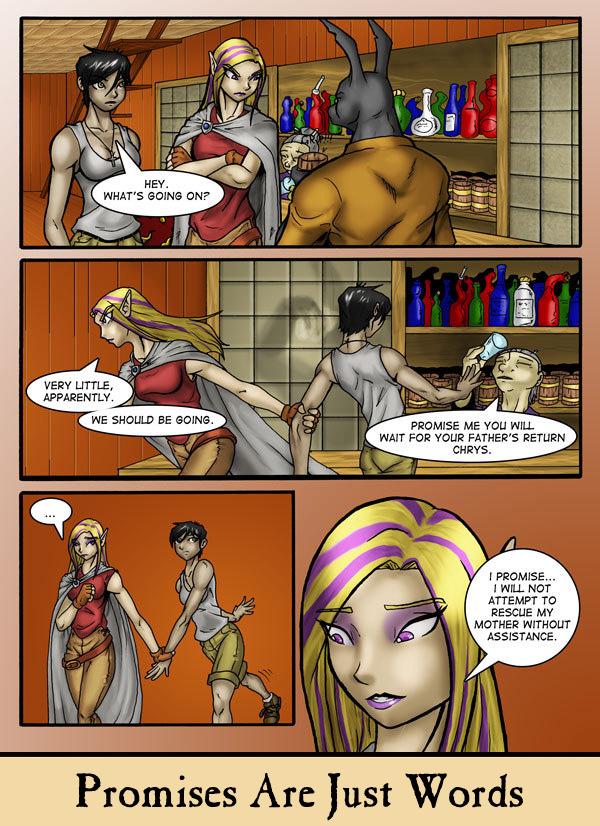 HEY.
WHAT'S GOING ON?
VERY LITTLE,
APPARENTLY.
WE SHOULD BE GOING.
PROMISE ME YOU WILL
WAIT FOR YOUR FATHER'S RETURN
CHRYS.
...
I PROMISE...
I WILL NOT
ATTEMPT TO
RESCUE MY
MOTHER WITHOUT
ASSISTANCE.
Promises Are Just Words